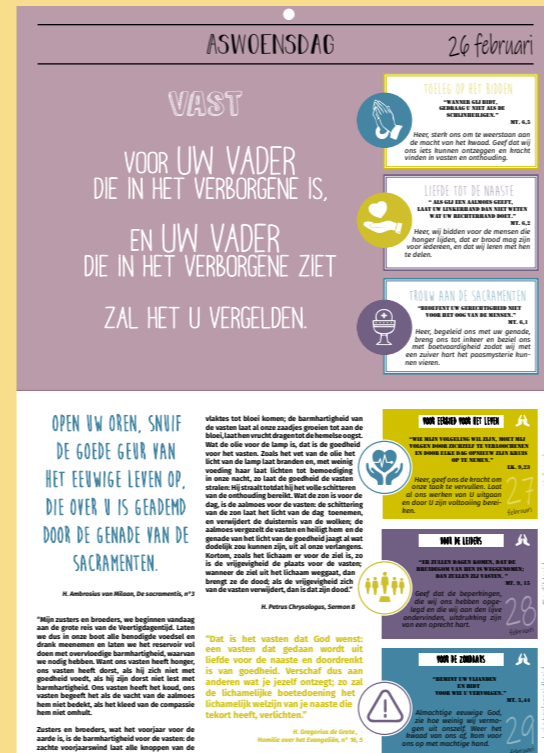 ASWOENSDAG
26 februari
VAST
VOOR UW VADER
DIE IN HET VERBORGENE IS,
EN UW VADER
DIE IN HET VERBORGENE ZIET
ZAL HET U VERGELDEN.
TOELEG OP HET BIDDEN
"WANNEER GIJ BIDT,
GEDRAAG U NIET ALS DE
SCHIJNHEILIGEN."
MT. 6,5
Heer, sterk ons om te weerstaan aan
de macht van het kwaad. Geef dat wij
ons iets kunnen ontzeggen en kracht
vinden in vasten en onthouding.
LIEFDE TOT DE NAASTE
" ALS GIJ EEN AALMOES GEEFT,
LAAT UW LINKERHAND DAN NIET WETEN
WAT UW RECHTERHAND DOET."
MT. 6,2
Heer, wij bidden voor de mensen die
honger lijden, dat er brood mag zijn
voor iedereen, en dat wij leren met hen
te delen.
TROUW AAN DE SACRAMENTEN
"BEOEFENT UW GERECHTIGHEID NIET
VOOR HET OOG VAN DE MENSEN."
MT. 6,1
Heer, begeleid ons met uw genade,
breng ons tot inkeer en beziel ons
met boetvaardigheid zodat wij met
een zuiver hart het paasmysterie kun-
nen vieren.
OPEN UW OREN, SNUIF
DE GOEDE GEUR VAN
HET EEUWIGE LEVEN OP,
DIE OVER U IS GEADEMD
DOOR DE GENADE VAN DE
SACRAMENTEN.
H. Ambrosius van Milaan, De sacramentis, n°3
"Mijn zusters en broeders, we beginnen vandaag
aan de grote reis van de Veertigdagentijd. Laten
we dus in onze boot alle benodigde voedsel en
drank meenemen en laten we het reservoir vol
doen met overvloedige barmhartigheid, waarvan
we nodig hebben. Want ons vasten heeft honger,
ons vasten heeft dorst, als hij zich niet met
goedheid voedt, als hij zijn dorst niet lest met
barmhartigheid. Ons vasten heeft het koud, ons
vasten begeeft het als de vacht van de aalmoes
hem niet bedekt, als het kleed van de compassie
hem niet omhult.
Zusters en broeders, wat het voorjaar voor de
aarde is, is de barmhartigheid voor de vasten: de
zachte voorjaarswind laat alle knoppen van de
vlaktes tot bloei komen; de barmhartigheid van
de vasten laat al onze zaadjes groeien tot aan de
bloei, laat hen vrucht dragen tot de hemelse oogst.
Wat de olie voor de lamp is, dat is de goedheid
voor het vasten. Zoals het vet van de olie het
licht van de lamp laat branden en, met weinig
voeding haar laat lichten tot bemoediging
in onze nacht, zo laat de goedheid de vasten
stralen: Hij straalt totdat hij het volle schitteren
van de onthouding bereikt. Wat de zon is voor de
dag, is de aalmoes voor de vasten: de schittering
van de zon laat het licht van de dag toenemen,
en verwijdert de duisternis van de wolken; de
aalmoes vergezelt de vasten en heiligt hem en de
genade van het licht van de goedheid jaagt al wat
dodelijk zou kunnen zijn, uit al onze verlangens.
Kortom, zoals het lichaam er voor de ziel is, zo
is de vrijgevigheid de plaats voor de vasten;
wanneer de ziel uit het lichaam weggaat, dan
brengt ze de dood; als de vrijgevigheid zich
van de vasten verwijdert, dan is dat zijn dood."
H. Petrus Chrysologus, Sermon 8
"Dat is het vasten dat God wenst:
een vasten dat gedaan wordt uit
liefde voor de naaste en doordrenkt
is van goedheid. Verschaf dus aan
anderen wat je jezelf ontzegt; zo zal
de lichamelijke boetedoening het
lichamelijk welzijn van je naaste die
tekort heeft, verlichten."
H. Gregorius de Grote,
Homilie over het Evangeliën, n° 16, 5
VOOR EERBIED VOOR HET LEVEN
"WIE MIJN VOLGELING WIL ZIJN, MOET MIJ
VOLGEN DOOR ZICHZELF TE VERLOOCHENEN
EN DOOR ELKE DAG OPNIEUW ZIJN KRUIS
OP TE NEMEN."
LK. 9,23
Heer, geef ons de kracht om
onze taak te vervullen. Laat
al ons werken van U uitgaan
en door U zijn voltooiing berei-
ken.
27
februari
VOOR DE LEIDERS
"ER ZULLEN DAGEN KOMEN, DAT DE
BRUIDEGOM VAN HEN IS WEGGENOMEN;
DAN ZULLEN ZIJ VASTEN. "
MT. 9, 15
Geef dat de beperkingen,
die wij ons hebben opge-
legd en die wij aan den lijve
ondervinden, uitdrukking zijn
van een oprecht hart.
28
februari
VOOR DE ZONDAARS
"BEMINT UW VIJANDEN
EN BIDT
VOOR WIE U VERVOLGEN."
MT. 5,44
Almachtige eeuwige God,
zie hoe weinig wij vermo-
gen uit onszelf. Weer het
kwaad van ons af, kom voor
ons op met machtige hand.
29
februari